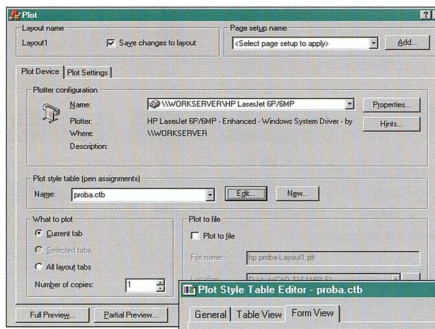 Plot
?
Layout name
Layout1
Save changes to layout
Page setup name
<Select page setup to apply>
Add...
Plot Device
Plot Settings
Plotter configuration
Name:
\\WORKSERVER\HP LaserJet 6P/6MP
Properties...
Plotter:
HP LaserJet 6P/6MP - Enhanced - Windows System Driver - by
Hints...
Where:
\\WORKSERVER
Description:
Plot style table (pen assignments)
Name:
proba.ctb
Edit...
New...
What to plot
Plot to file
Current tab
Plot to file
Selected tabs
File name:
hp proba-Layout1.plt
All layout tabs
Number of copies:
1
Full Preview...
Partial Preview...
Plot Style Table Editor - proba.ctb
General
Table View
Form View